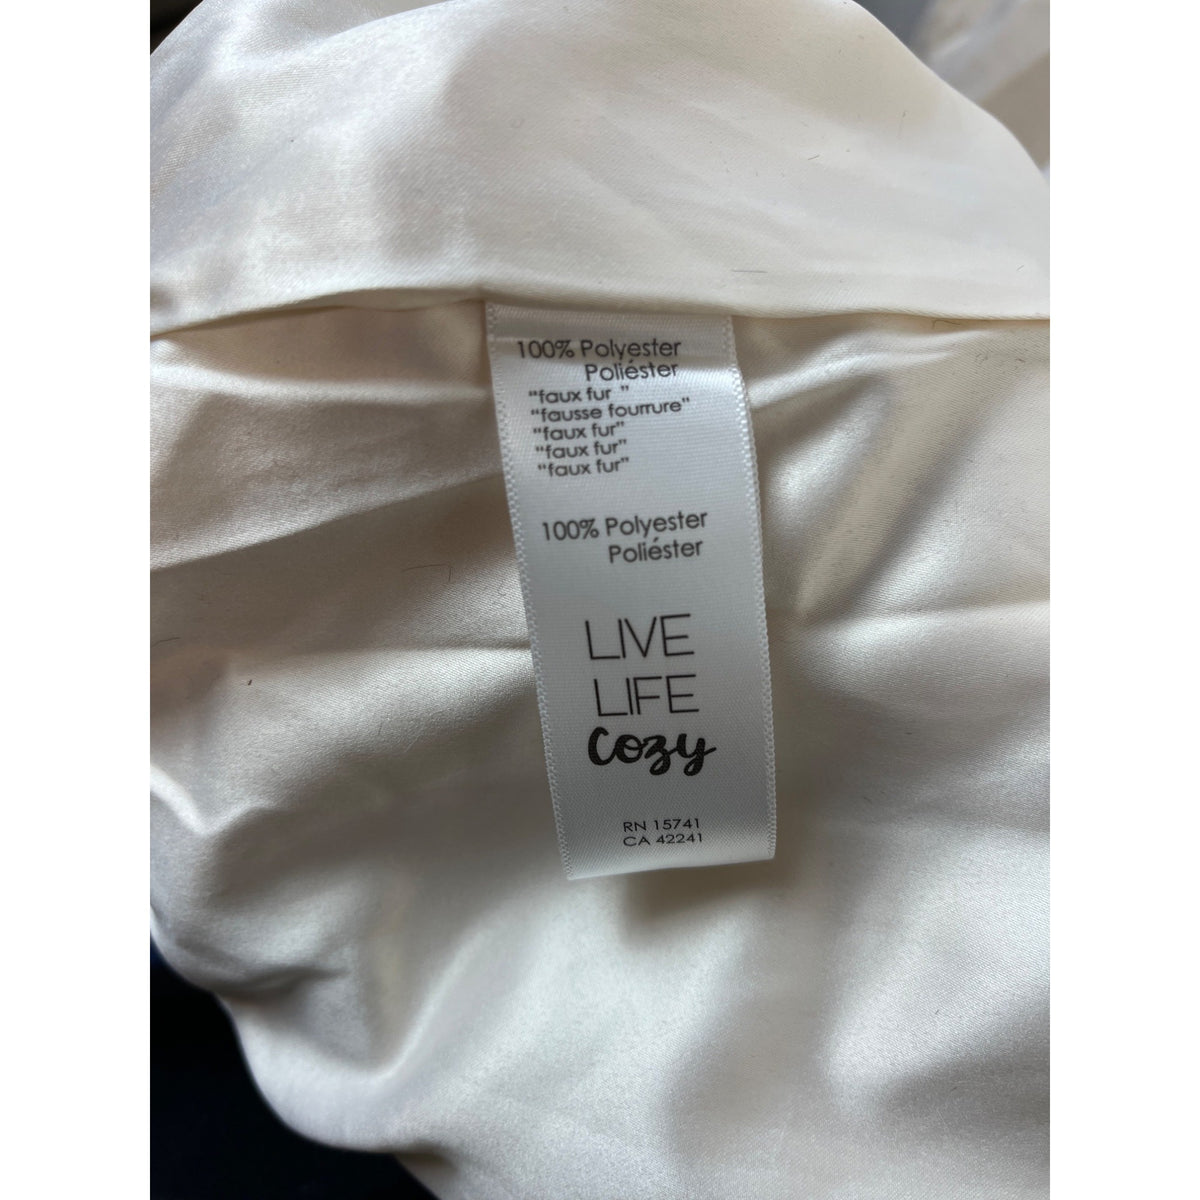 100% Polyester
Poliéster
"faux fur "
"fausse fourrure"
"faux fur"
"faux fur"
"faux fur"
100% Polyester
Poliéster
LIVE
LIFE
Cozy
RN 15741
CA 42241